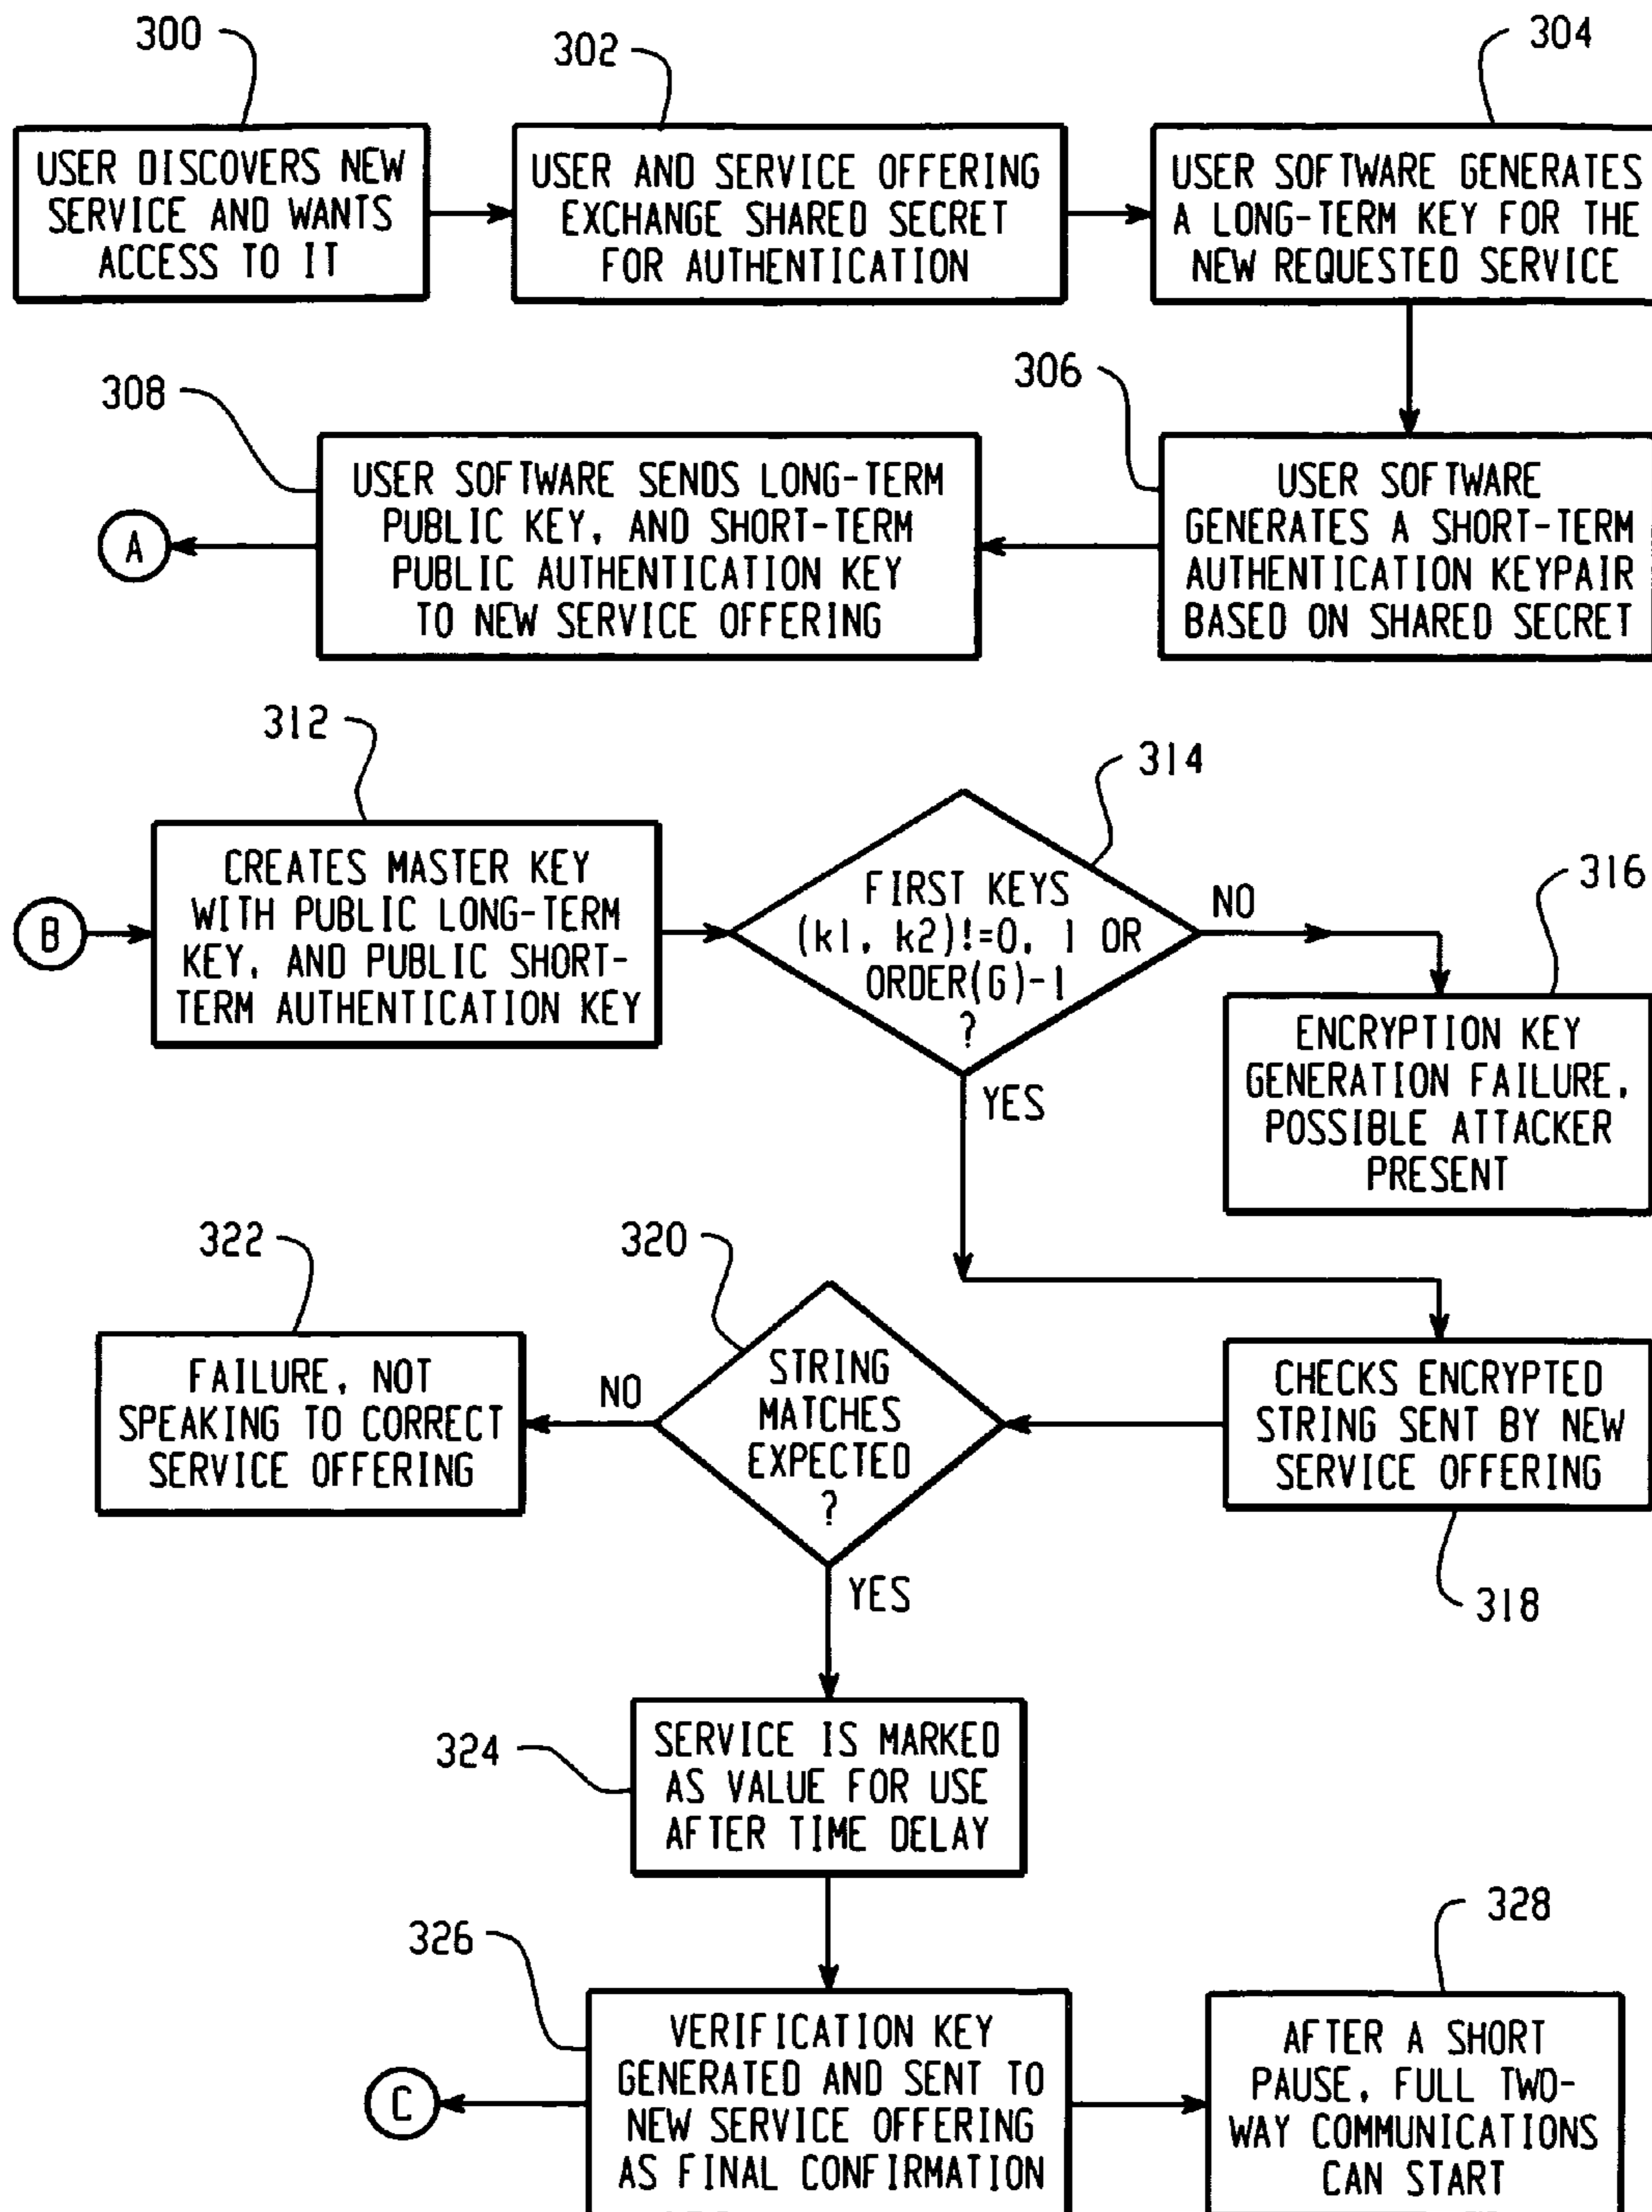 300
302
304
USER DISCOVERS NEW
SERVICE AND WANTS
ACCESS TO IT
USER AND SERVICE OFFERING
EXCHANGE SHARED SECRET
FOR AUTHENTICATION
USER SOFTWARE GENERATES
A LONG-TERM KEY FOR THE
NEW REQUESTED SERVICE
306
USER SOFTWARE
GENERATES A SHORT-TERM
AUTHENTICATION KEYPAIR
BASED ON SHARED SECRET
308
USER SOFTWARE SENDS LONG-TERM
PUBLIC KEY, AND SHORT-TERM
PUBLIC AUTHENTICATION KEY
TO NEW SERVICE OFFERING
A
312
B
CREATES MASTER KEY
WITH PUBLIC LONG-TERM
KEY, AND PUBLIC SHORT-
TERM AUTHENTICATION KEY
314
FIRST KEYS
(k1, k2)!=0, 1 OR
ORDER(G)-1
?
NO
YES
316
ENCRYPTION KEY
GENERATION FAILURE,
POSSIBLE ATTACKER
PRESENT
CHECKS ENCRYPTED
STRING SENT BY NEW
SERVICE OFFERING
318
320
STRING
MATCHES
EXPECTED
?
NO
YES
322
FAILURE, NOT
SPEAKING TO CORRECT
SERVICE OFFERING
324
SERVICE IS MARKED
AS VALUE FOR USE
AFTER TIME DELAY
326
VERIFICATION KEY
GENERATED AND SENT TO
NEW SERVICE OFFERING
AS FINAL CONFIRMATION
C
328
AFTER A SHORT
PAUSE, FULL TWO-
WAY COMMUNICATIONS
CAN START